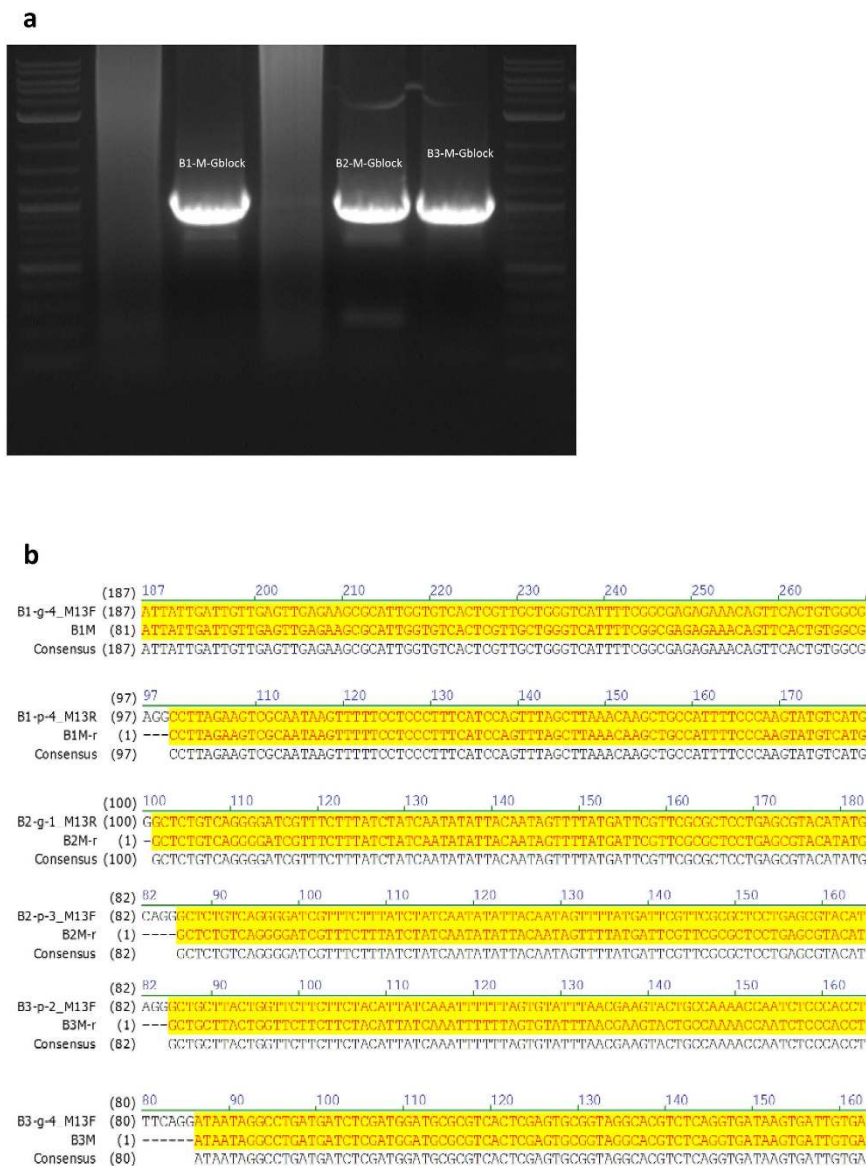 a
B1-M-Gblock
B2-M-Gblock
B3-M-Gblock
b
(187) 187 200 210 220 230 240 250 260
B1-g-4_M13F (187) ATTATTGATTGTTGAGTTGAGAAGCGCATTGGTGTCACTCGTTGCTGGGTCATTTTCGGCGAGAGAAACAGTTCACTGTGGCG
B1M (81) ATTATTGATTGTTGAGTTGAGAAGCGCATTGGTGTCACTCGTTGCTGGGTCATTTTCGGCGAGAGAAACAGTTCACTGTGGCG
Consensus (187) ATTATTGATTGTTGAGTTGAGAAGCGCATTGGTGTCACTCGTTGCTGGGTCATTTTCGGCGAGAGAAACAGTTCACTGTGGCG
(97) 97 110 120 130 140 150 160 170
B1-p-4_M13R (97) AGGCCTTAGAAGTCGCAATAAGTTTTTCCTCCCTTTCATCCAGTTTAGCTTAAACAAGCTGCCATTTTCCCAAGTATGTCATG
B1M-r (1) ---CCTTAGAAGTCGCAATAAGTTTTTCCTCCCTTTCATCCAGTTTAGCTTAAACAAGCTGCCATTTTCCCAAGTATGTCATG
Consensus (97) CCTTAGAAGTCGCAATAAGTTTTTCCTCCCTTTCATCCAGTTTAGCTTAAACAAGCTGCCATTTTCCCAAGTATGTCATG
(100) 100 110 120 130 140 150 160 170 180
B2-g-1_M13R (100) GGCTCTGTCAGGGGATCGTTTCTTTATCTATCAATATATTACAATAGTTTTATGATTCGTTCGCGCTCCTGAGCGTACATATG
B2M-r (1) -GCTCTGTCAGGGGATCGTTTCTTTATCTATCAATATATTACAATAGTTTTATGATTCGTTCGCGCTCCTGAGCGTACATATG
Consensus (100) GCTCTGTCAGGGGATCGTTTCTTTATCTATCAATATATTACAATAGTTTTATGATTCGTTCGCGCTCCTGAGCGTACATATG
(82) 82 90 100 110 120 130 140 150 160
B2-p-3_M13F (82) CAGGGCTCTGTCAGGGGATCGTTTCTTTATCTATCAATATATTACAATAGTTTTATGATTCGTTCGCGCTCCTGAGCGTACAT
B2M-r (1) ----GCTCTGTCAGGGGATCGTTTCTTTATCTATCAATATATTACAATAGTTTTATGATTCGTTCGCGCTCCTGAGCGTACAT
Consensus (82) GCTCTGTCAGGGGATCGTTTCTTTATCTATCAATATATTACAATAGTTTTATGATTCGTTCGCGCTCCTGAGCGTACAT
(82) 82 90 100 110 120 130 140 150 160
B3-p-2_M13F (82) AGGGCTGCTTACTGGTTCTTCTTCTACATTATCAAATTTTTTAGTGTATTTAACGAAGTACTGCCAAAACCAATCTCCCACCT
B3M-r (1) ---GCTGCTTACTGGTTCTTCTTCTACATTATCAAATTTTTTAGTGTATTTAACGAAGTACTGCCAAAACCAATCTCCCACCT
Consensus (82) GCTGCTTACTGGTTCTTCTTCTACATTATCAAATTTTTTAGTGTATTTAACGAAGTACTGCCAAAACCAATCTCCCACCT
(80) 80 90 100 110 120 130 140 150 160
B3-g-4_M13F (80) TTCAGGATAATAGGCCTGATGATCTCGATGGATGCGCGTCACTCGAGTGCGGTAGGCACGTCTCAGGTGATAAGTGATTGTGA
B3M (1) ------ATAATAGGCCTGATGATCTCGATGGATGCGCGTCACTCGAGTGCGGTAGGCACGTCTCAGGTGATAAGTGATTGTGA
Consensus (80) ATAATAGGCCTGATGATCTCGATGGATGCGCGTCACTCGAGTGCGGTAGGCACGTCTCAGGTGATAAGTGATTGTGA